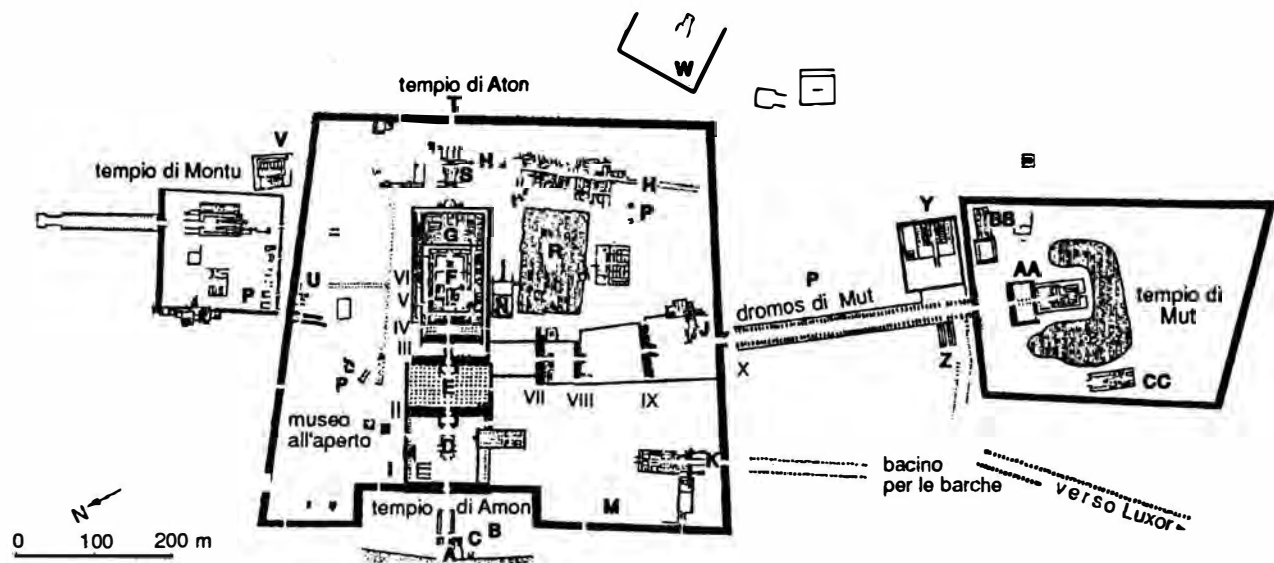 W
tempio di Aton
T
V
tempio di Montu
H
S
H
P
Y
BB
G
R
F
AA
P
U
VI
V
N
P
dromos di Mut
tempio di
Mut
IV
J
III
P
E
X
Z
CC
VII
VIII
IX
II
museo
all'aperto
D
I
K
bacino
per le barche
verso Luxor
N
tempio di Amon
M
B
C
A
0 100 200 m